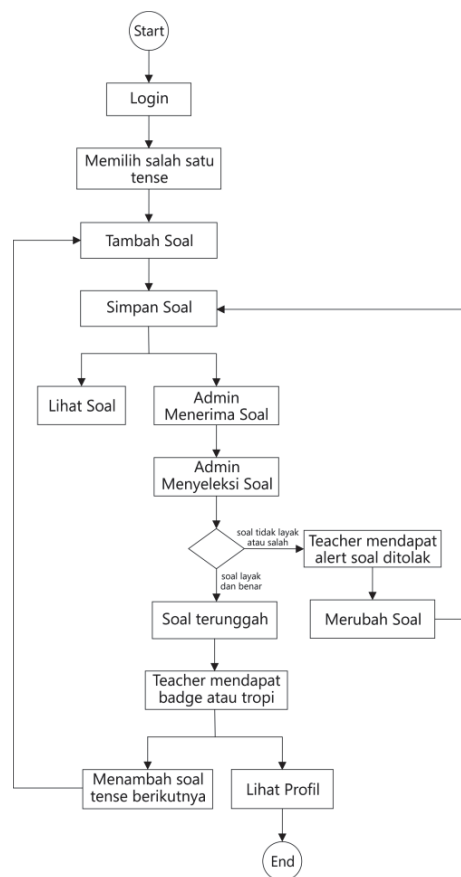 Start
Login
Memilih salah satu
tense
Tambah Soal
Simpan Soal
Lihat Soal
Admin
Menerima Soal
Admin
Menyeleksi Soal
soal tidak layak
atau salah
Teacher mendapat
alert soal ditolak
soal layak
dan benar
Soal terunggah
Merubah Soal
Teacher mendapat
badge atau tropi
Menambah soal
tense berikutnya
Lihat Profil
End